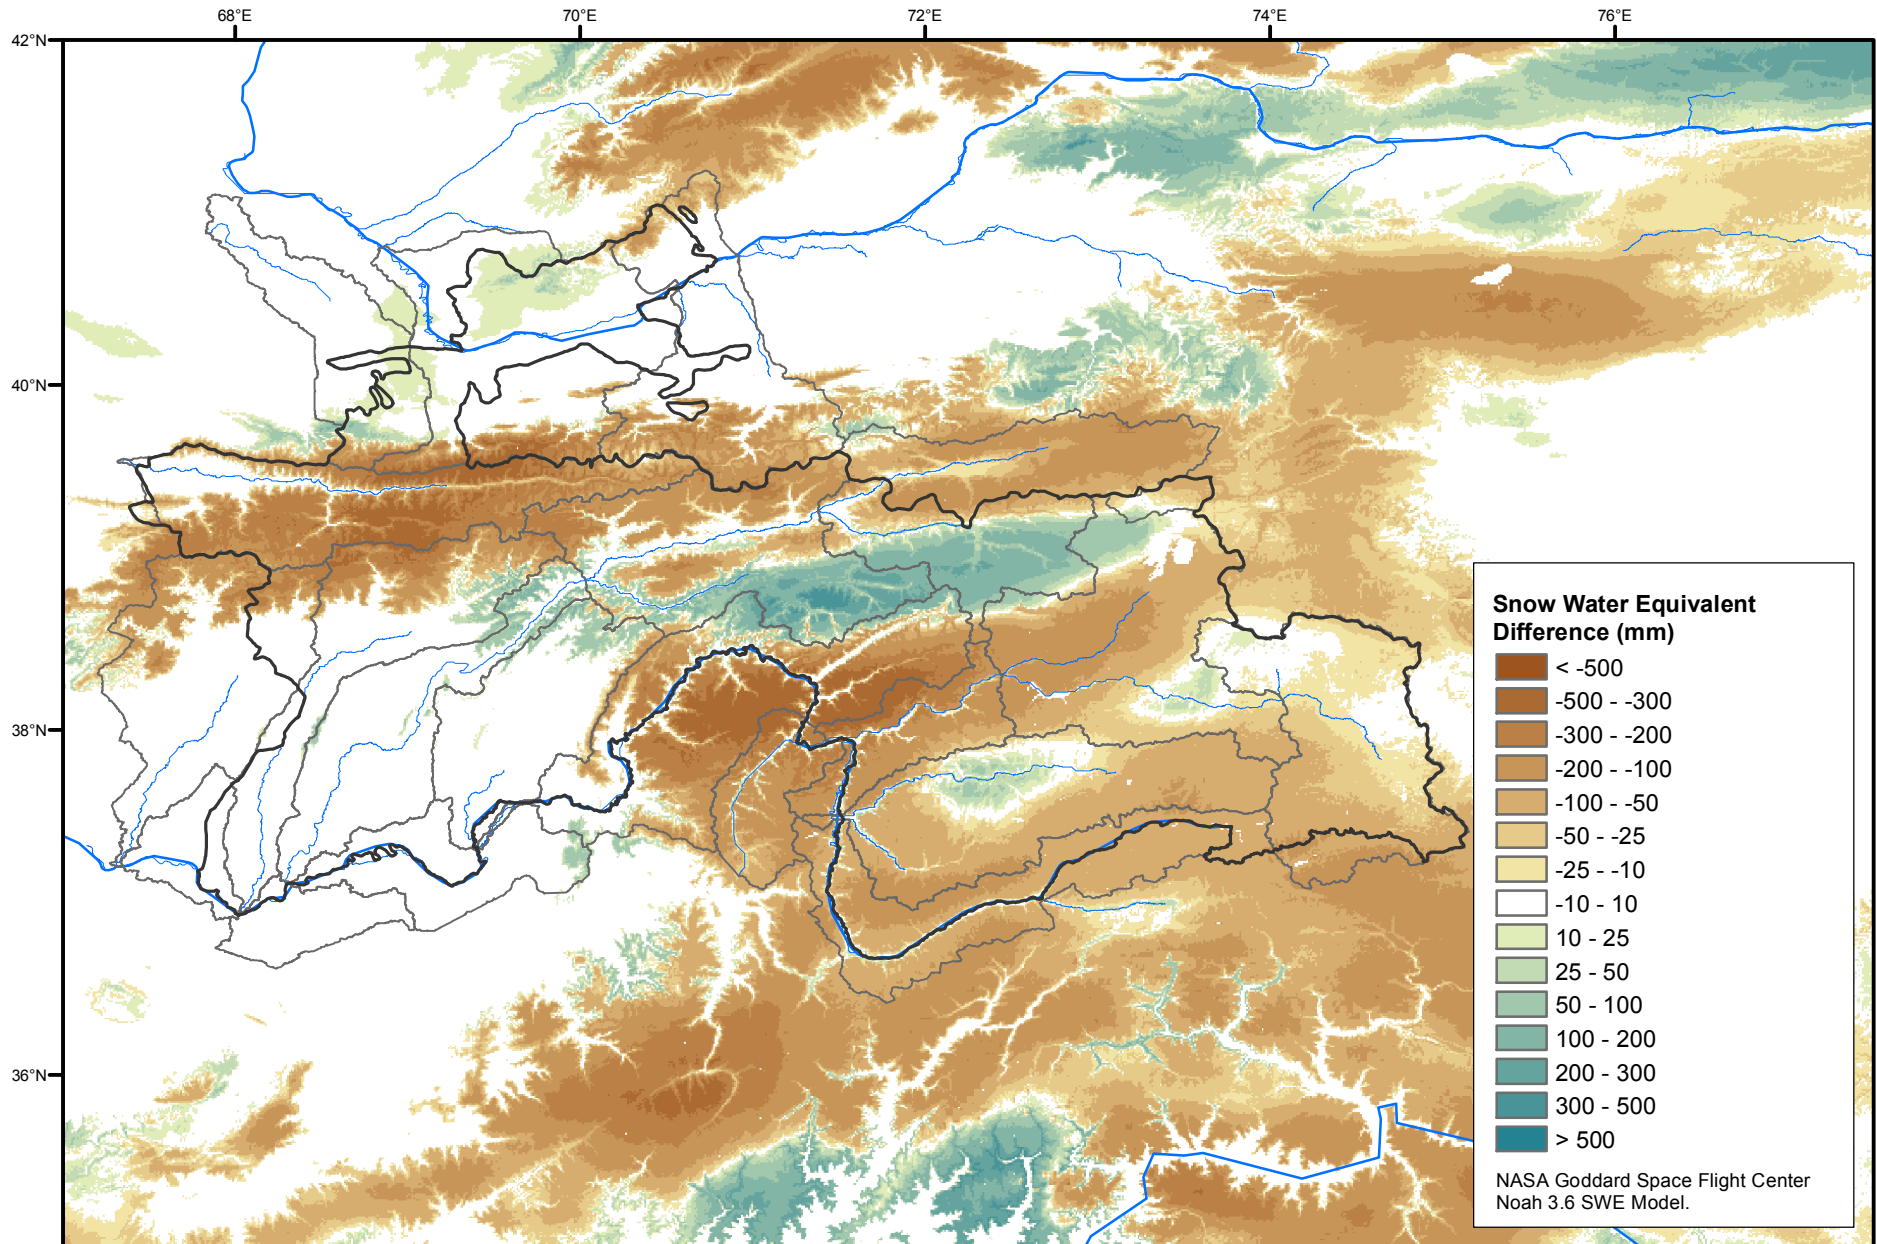 68°E 70°E 72°E 74°E 76°E
42°N
40°N
38°N
36°N
Snow Water Equivalent
Difference (mm)
< -500
-500 - -300
-300 - -200
-200 - -100
-100 - -50
-50 - -25
-25 - -10
-10 - 10
10 - 25
25 - 50
50 - 100
100 - 200
200 - 300
300 - 500
> 500
NASA Goddard Space Flight Center
Noah 3.6 SWE Model.